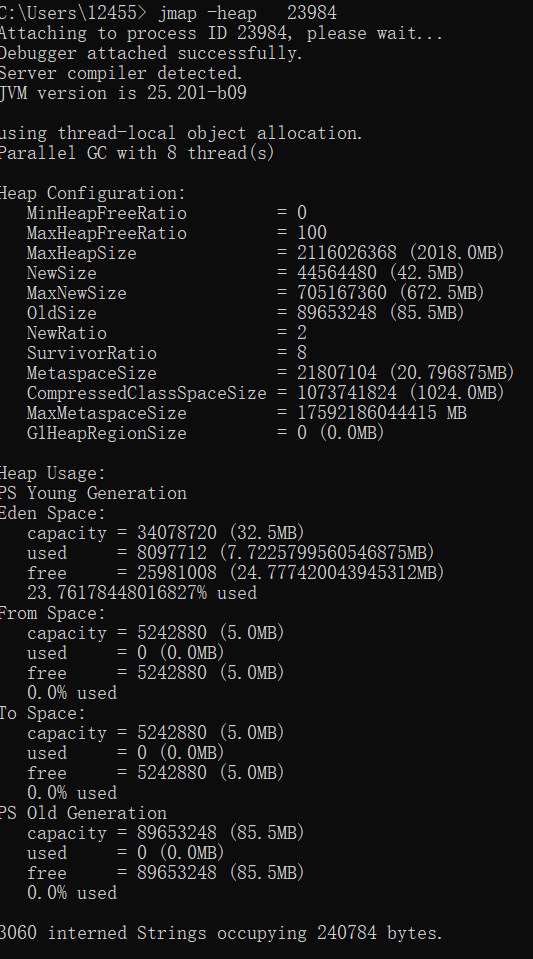 C:\Users\12455> jmap -heap   23984
Attaching to process ID 23984, please wait...
Debugger attached successfully.
Server compiler detected.
JVM version is 25.201-b09
using thread-local object allocation.
Parallel GC with 8 thread(s)
Heap Configuration:
MinHeapFreeRatio         = 0
MaxHeapFreeRatio         = 100
MaxHeapSize              = 2116026368 (2018.0MB)
NewSize                  = 44564480 (42.5MB)
MaxNewSize               = 705167360 (672.5MB)
OldSize                  = 89653248 (85.5MB)
NewRatio                 = 2
SurvivorRatio            = 8
MetaspaceSize            = 21807104 (20.796875MB)
CompressedClassSpaceSize = 1073741824 (1024.0MB)
MaxMetaspaceSize         = 17592186044415 MB
G1HeapRegionSize         = 0 (0.0MB)
Heap Usage:
PS Young Generation
Eden Space:
capacity = 34078720 (32.5MB)
used     = 8097712 (7.7225799560546875MB)
free     = 25981008 (24.777420043945312MB)
23.76178448016827% used
From Space:
capacity = 5242880 (5.0MB)
used     = 0 (0.0MB)
free     = 5242880 (5.0MB)
0.0% used
To Space:
capacity = 5242880 (5.0MB)
used     = 0 (0.0MB)
free     = 5242880 (5.0MB)
0.0% used
PS Old Generation
capacity = 89653248 (85.5MB)
used     = 0 (0.0MB)
free     = 89653248 (85.5MB)
0.0% used
3060 interned Strings occupying 240784 bytes.